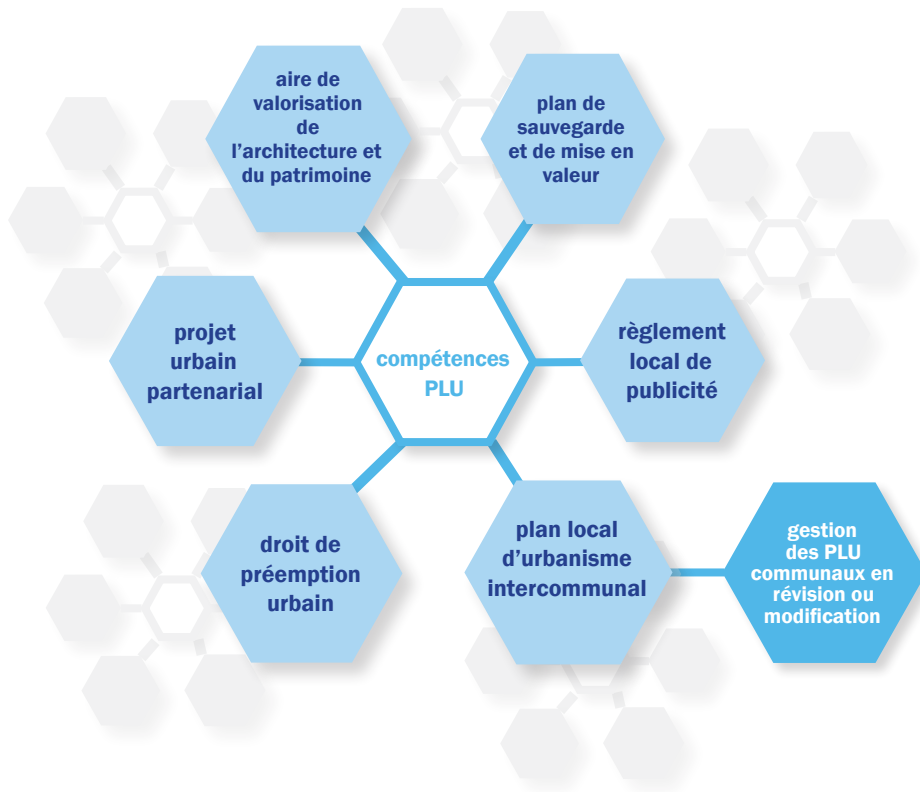 aire de
valorisation
de
l'architecture et
du patrimoine
plan de
sauvegarde
et de mise en
valeur
projet
urbain
partenarial
compétences
PLU
règlement
local de
publicité
droit de
préemption
urbain
plan local
d'urbanisme
intercommunal
gestion
des PLU
communaux en
révision ou
modification